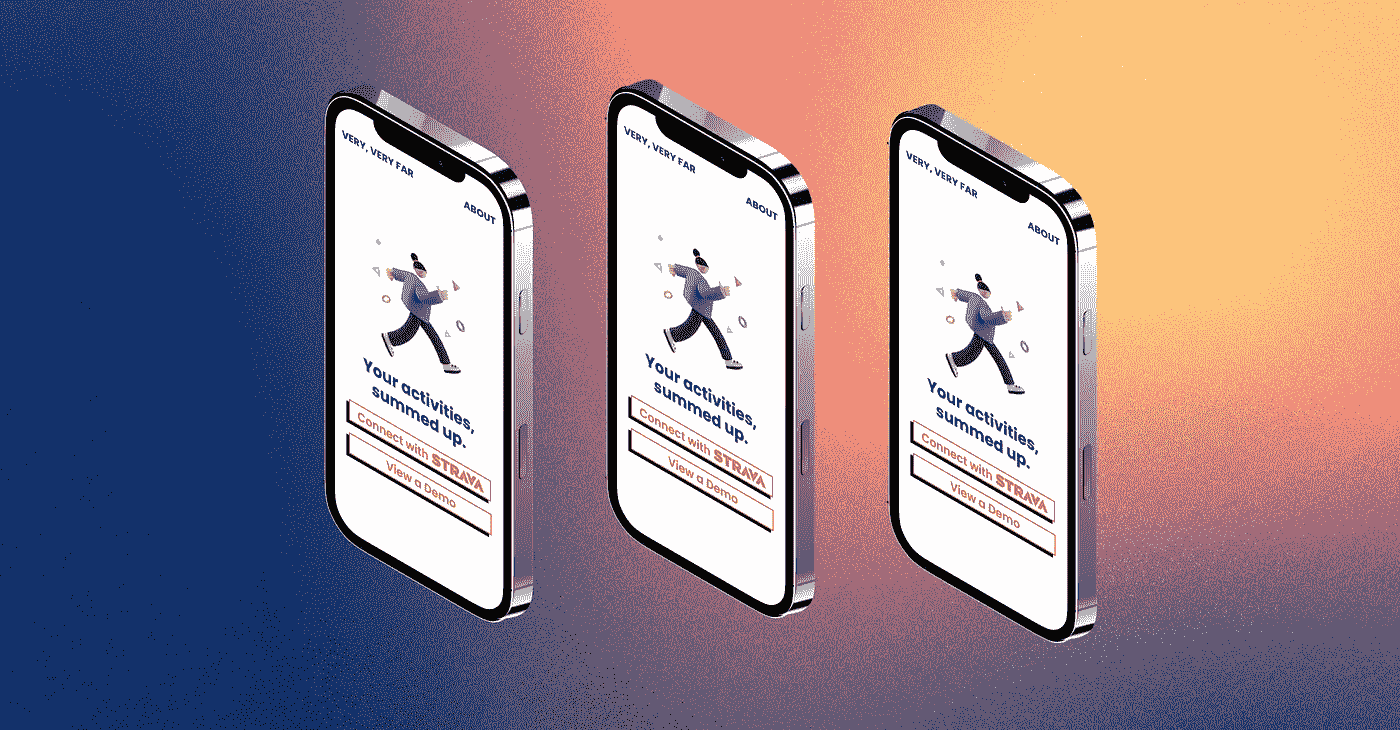 VERY, VERY FAR
ABOUT
Your activities,
summed up.
Connect with STRAVA
View a Demo
VERY, VERY FAR
ABOUT
Your activities,
summed up.
Connect with STRAVA
View a Demo
VERY, VERY FAR
ABOUT
Your activities,
summed up.
Connect with STRAVA
View a Demo